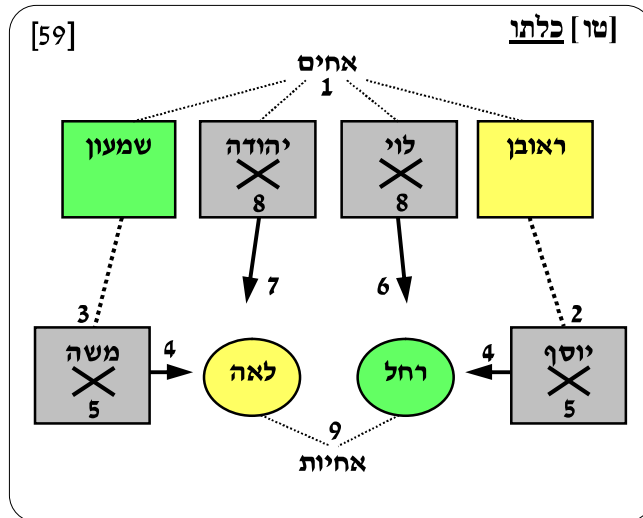 [טו] כלתו
[59]
אחים
1
ראובן
לוי
8
יהודה
8
שמעון
6
7
2
3
יוסף
5
4
רחל
לאה
4
משה
5
9
אחיות